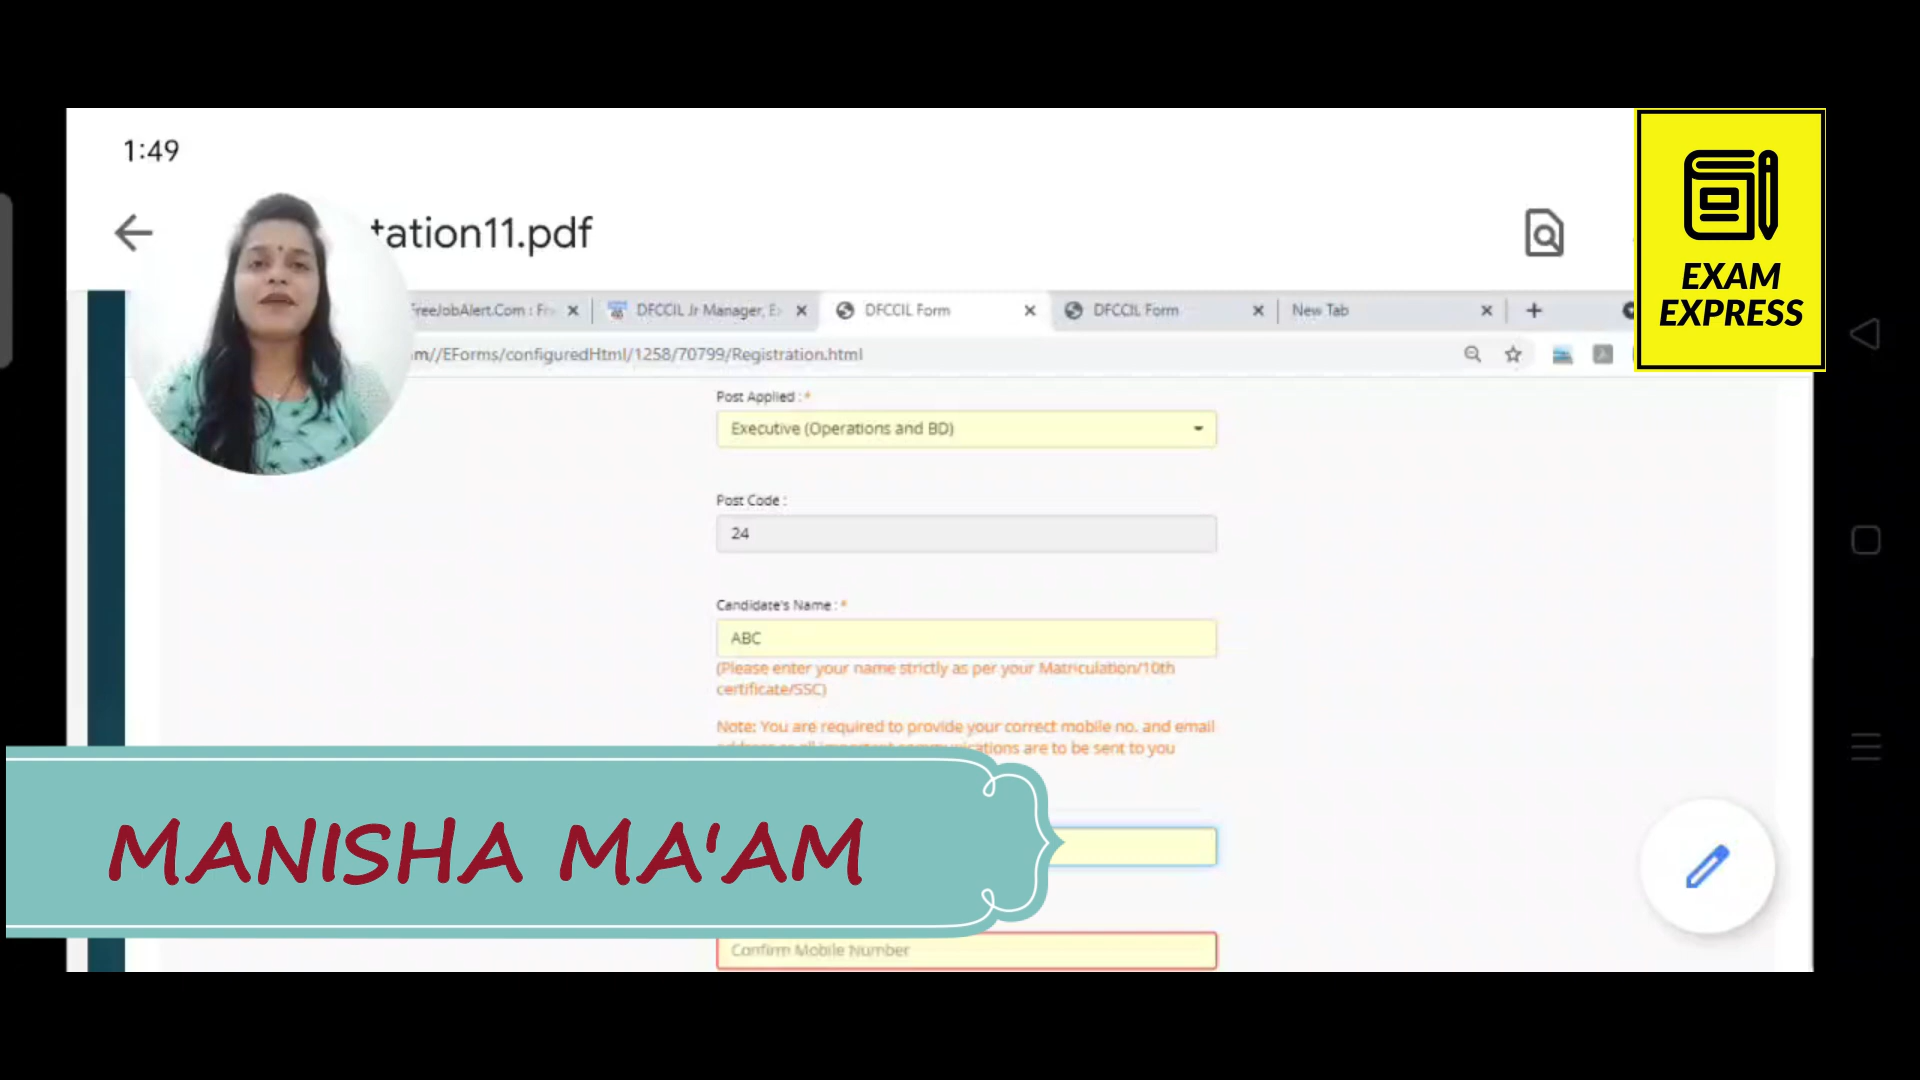 1:49
tation11.pdf
EXAM
EXPRESS
FreeJobAlert.Com : Fr
DFCCIL Jr Manager, E
DFCCIL Form
DFCCIL Form
New Tab
m//EForms/configuredHtml/1258/70799/Registration.html
Post Applied : *
Executive (Operations and BD)
Post Code :
24
Candidate's Name : *
ABC
(Please enter your name strictly as per your Matriculation/10th
certificate/SSC)
Note: You are required to provide your correct mobile no. and email
are to be sent to you
MANISHA MA'AM
Confirm Mobile Number